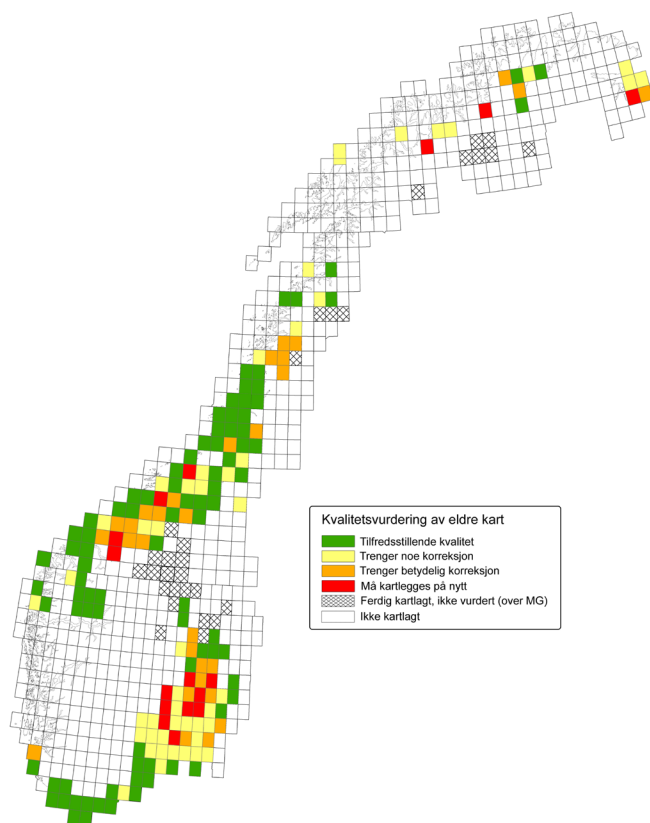 Kvalitetsvurdering av eldre kart
Tilfredsstillende kvalitet
Trenger noe korreksjon
Trenger betydelig korreksjon
Må kartlegges på nytt
Ferdig kartlagt, ikke vurdert (over MG)
Ikke kartlagt